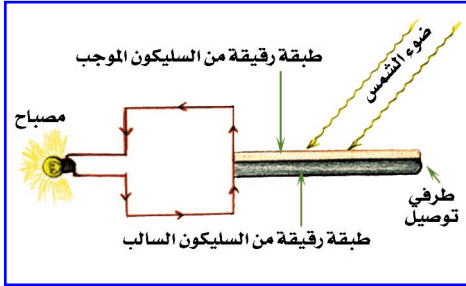 ضوء الشمس
طبقة رقيقة من السليكون الموجب
مصباح
طرفي
توصيل
طبقة رقيقة من السليكون السالب